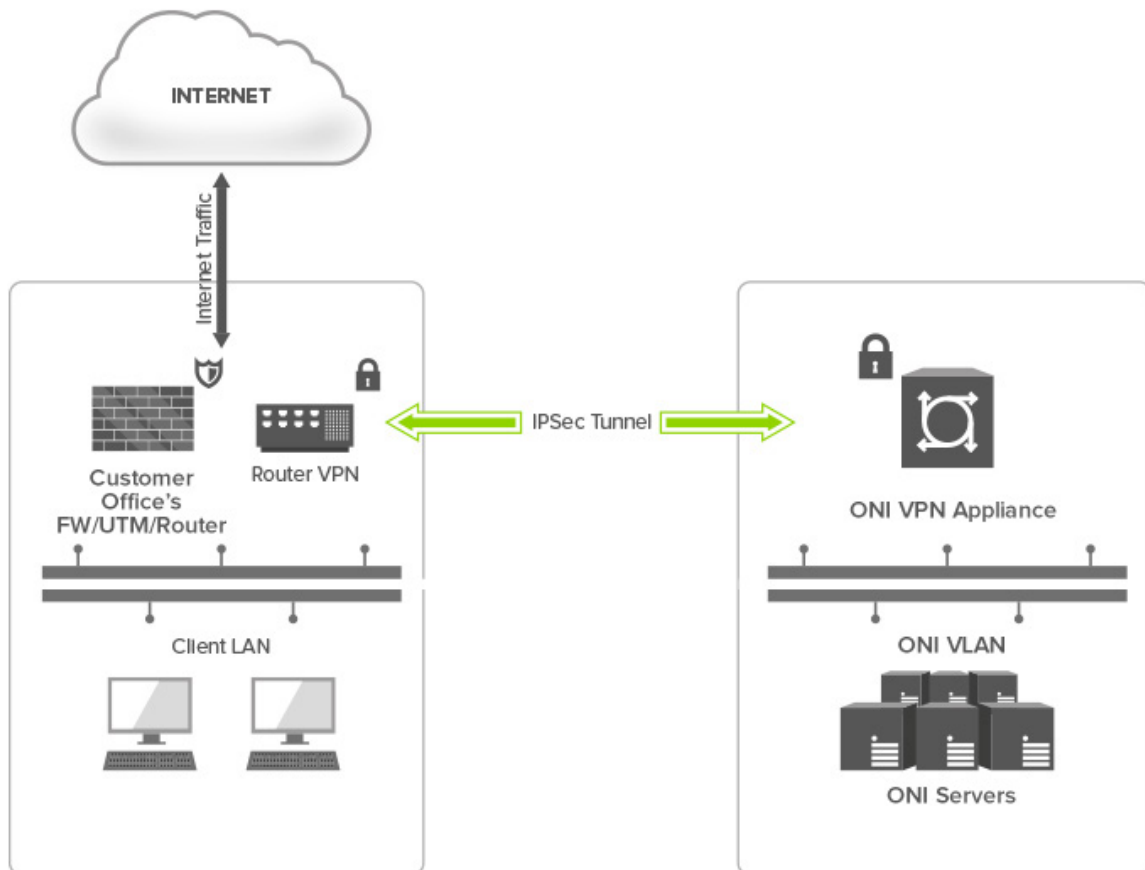 INTERNET
Internet Traffic
Customer
Office's
FW/UTM/Router
Router VPN
IPSec Tunnel
ONI VPN Appliance
Client LAN
ONI VLAN
ONI Servers